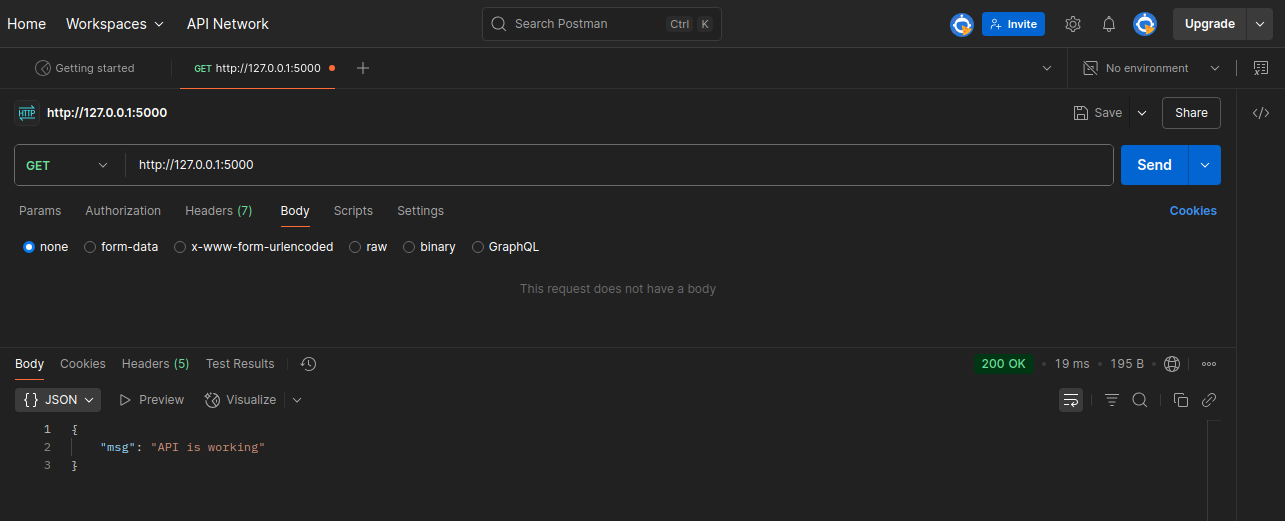 Home Workspaces API Network Search Postman Ctrl K Invite Upgrade
Getting started GET http://127.0.0.1:5000 No environment
HTTP http://127.0.0.1:5000 Save Share
GET http://127.0.0.1:5000 Send
Params Authorization Headers (7) Body Scripts Settings Cookies
none form-data x-www-form-urlencoded raw binary GraphQL
This request does not have a body
Body Cookies Headers (5) Test Results 200 OK • 19 ms • 195 B
{} JSON Preview Visualize
1 {
2 "msg": "API is working"
3 }